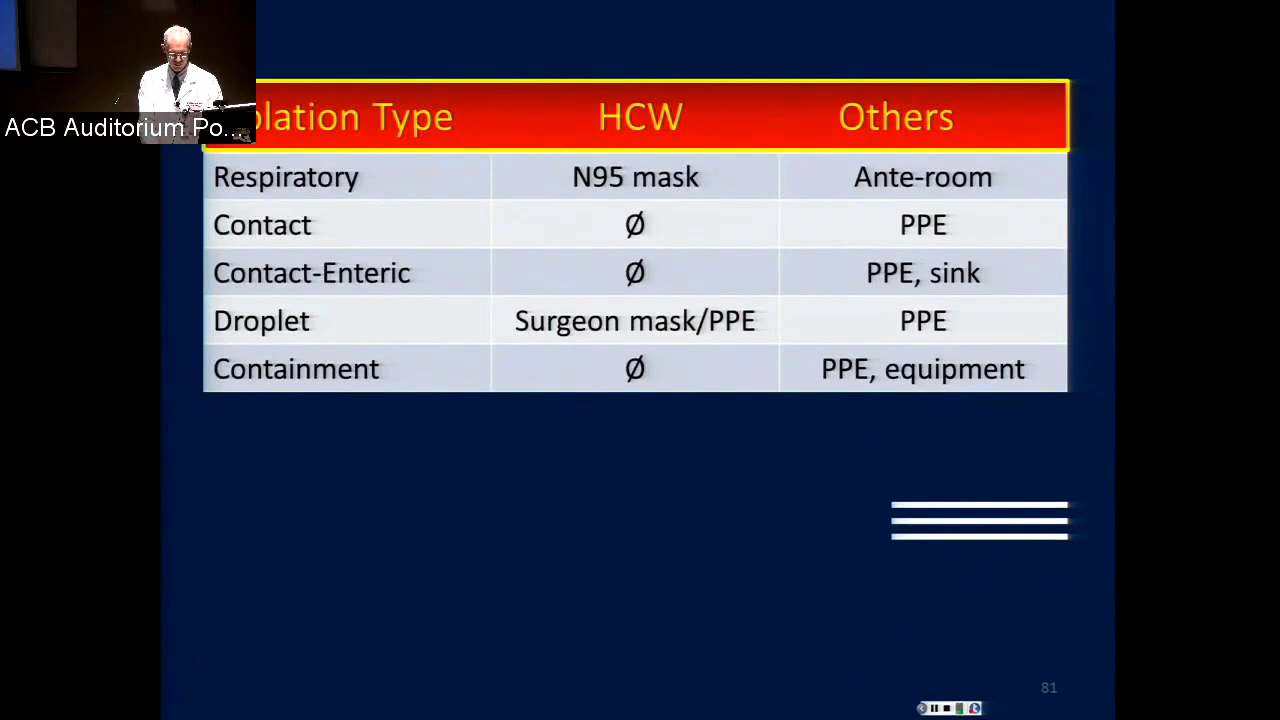 ACB Auditorium Po...
olation Type HCW Others
Respiratory N95 mask Ante-room
Contact Ø PPE
Contact-Enteric Ø PPE, sink
Droplet Surgeon mask/PPE PPE
Containment Ø PPE, equipment
81